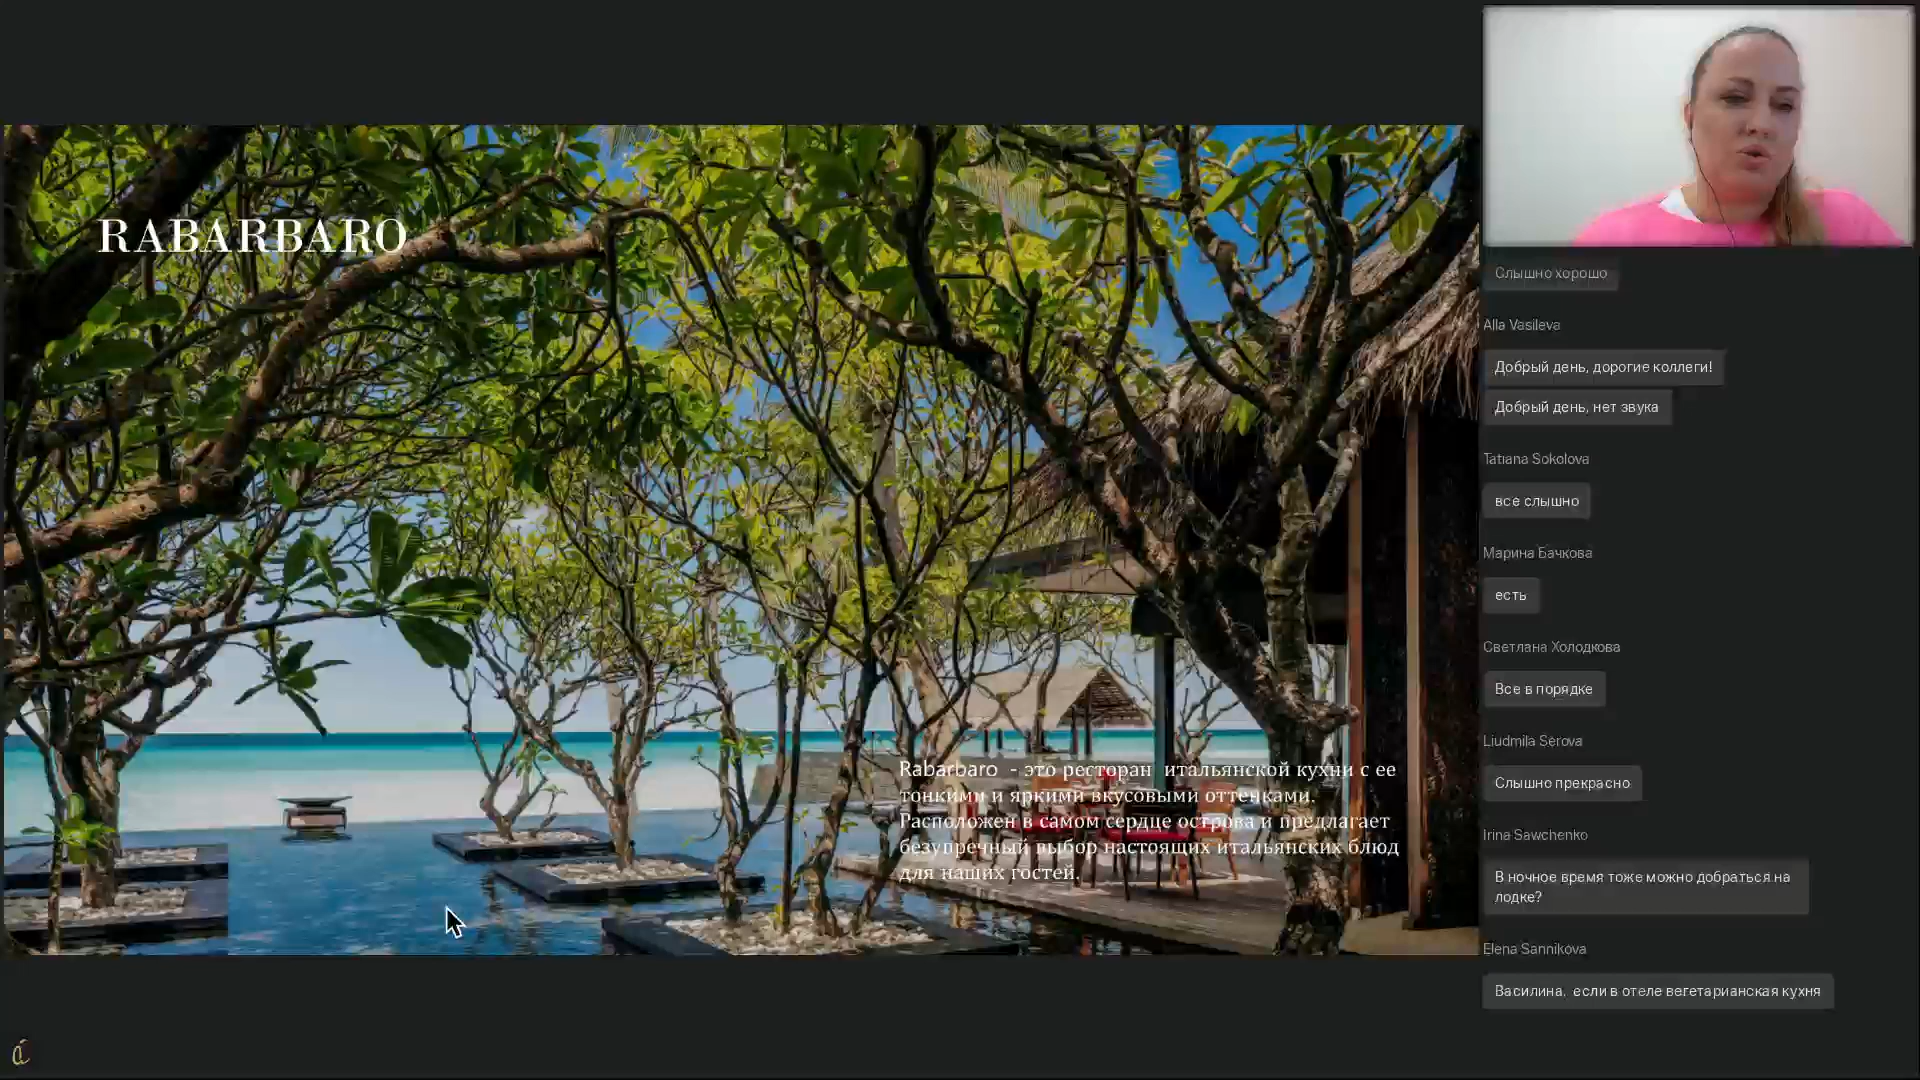 RABARBARO
Rabarbaro - это ресторан итальянской кухни с ее
тонкими и яркими вкусовыми оттенками.
Расположен в самом сердце острова и предлагает
безупречный выбор настоящих итальянских блюд
для наших гостей.
Слышно хорошо
Alla Vasileva
Добрый день, дорогие коллеги!
Добрый день, нет звука
Tatiana Sokolova
все слышно
Марина Бачкова
есть
Светлана Холодкова
Все в порядке
Liudmila Serova
Слышно прекрасно
Irina Sawchenko
В ночное время тоже можно добраться на
лодке?
Elena Sannikova
Василина, если в отеле вегетарианская кухня
á